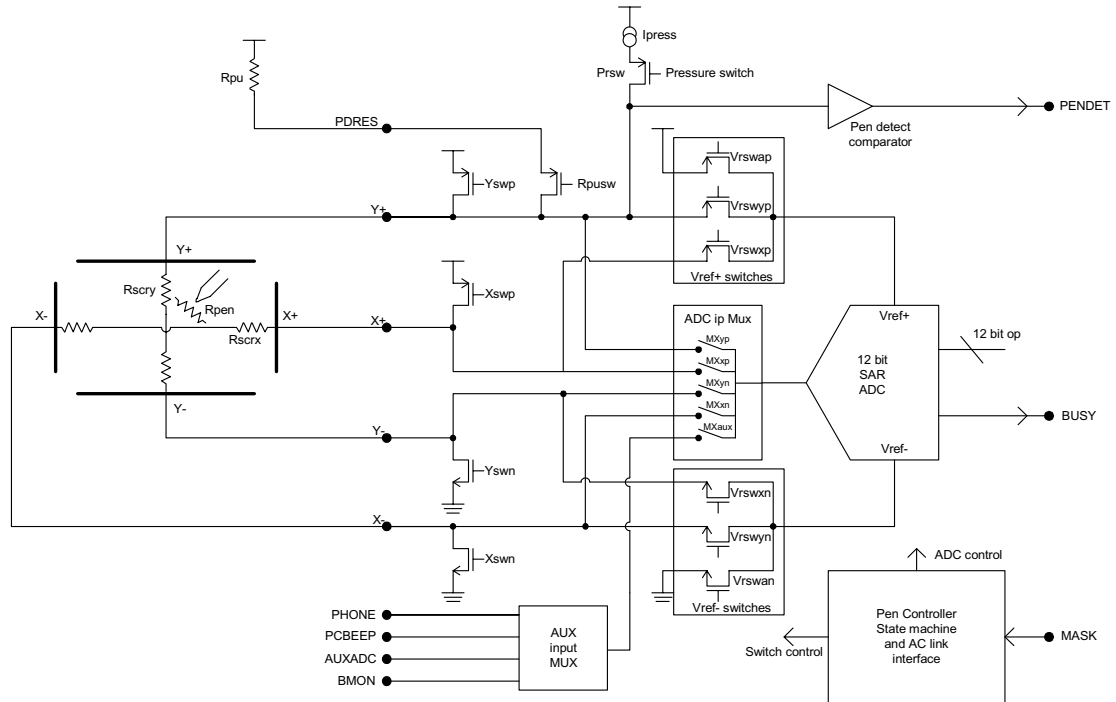 Ipress
Prsw
Pressure switch
Rpu
PDRES
PENDET
Pen detect
comparator
Yswp
Rpusw
Vrswap
Vrswyp
Vrswxp
Vref+ switches
Y+
Y+
Rscry
Rpen
X-
X+
Rscrx
Y-
X+
Xswp
ADC ip Mux
MXyp
MXxp
MXyn
MXxn
MXaux
Vref+
12 bit
SAR
ADC
Vref-
12 bit op
BUSY
Y-
Yswn
X-
Xswn
Vrswxn
Vrswyn
Vrswan
Vref- switches
ADC control
Pen Controller
State machine
and AC link
interface
Switch control
MASK
PHONE
PCBEEP
AUXADC
BMON
AUX
input
MUX